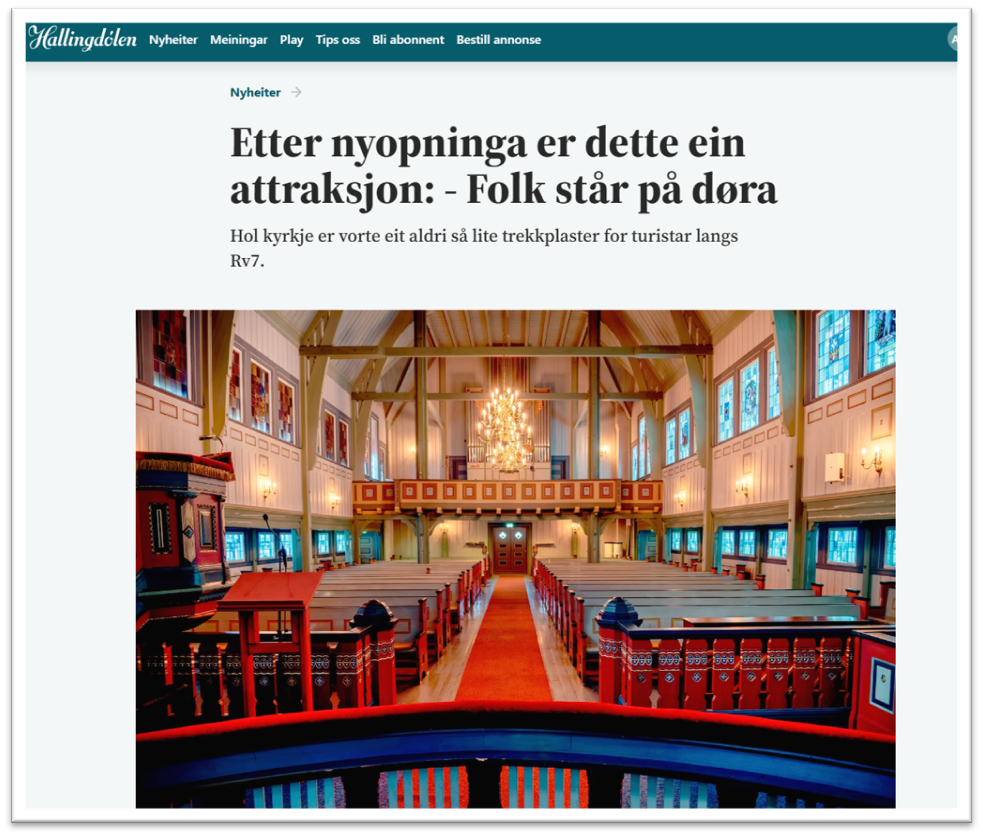 Hallingdølen Nyheiter Meiningar Play Tips oss Bli abonnent Bestill annonse A
Nyheiter
Etter nyopninga er dette ein
attraksjon: - Folk står på døra
Hol kyrkje er vorte eit aldri så lite trekkplaster for turistar langs
Rv7.